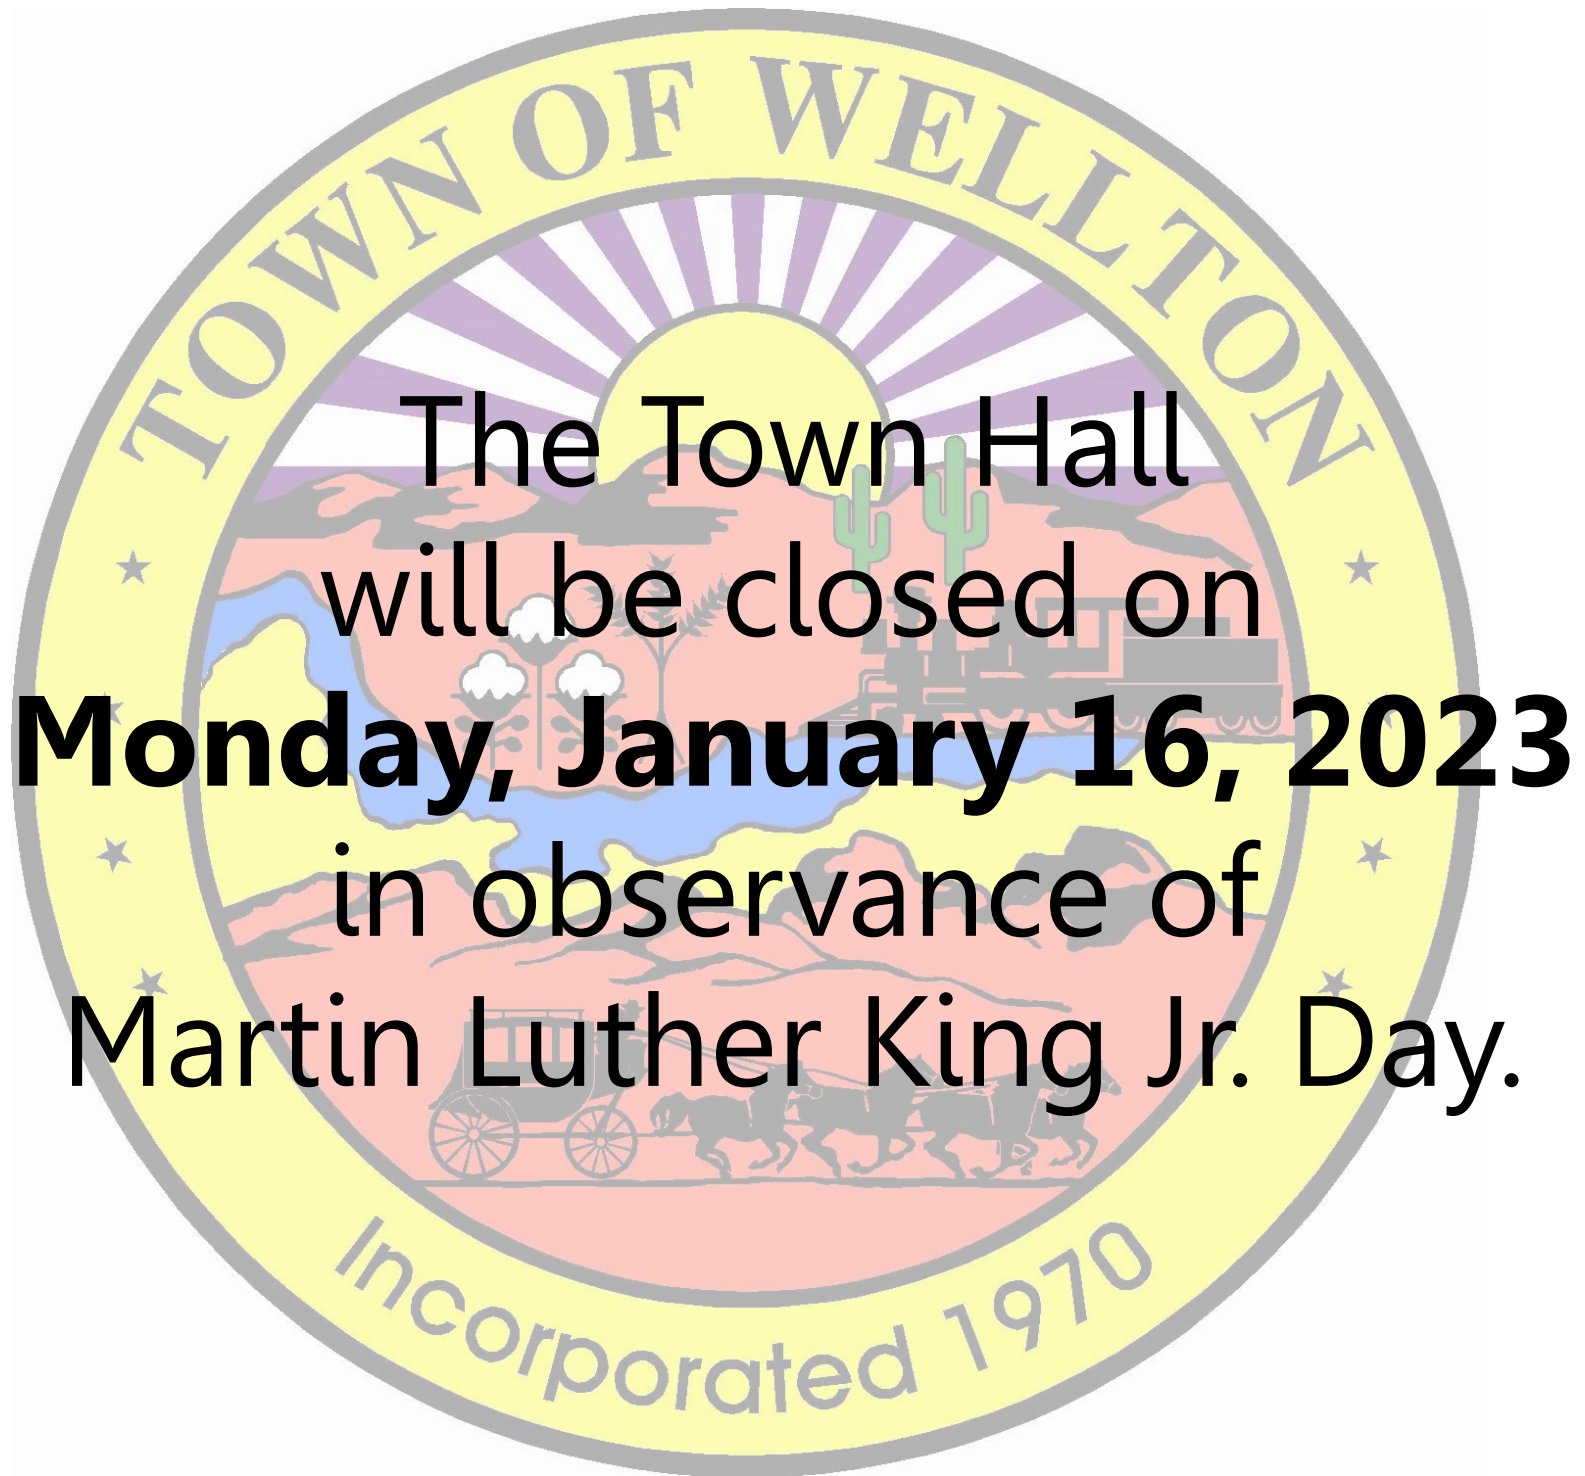 TOWN OF WELLTON
The Town Hall
will be closed on
Monday, January 16, 2023
in observance of
Martin Luther King Jr. Day.
Incorporated 1970